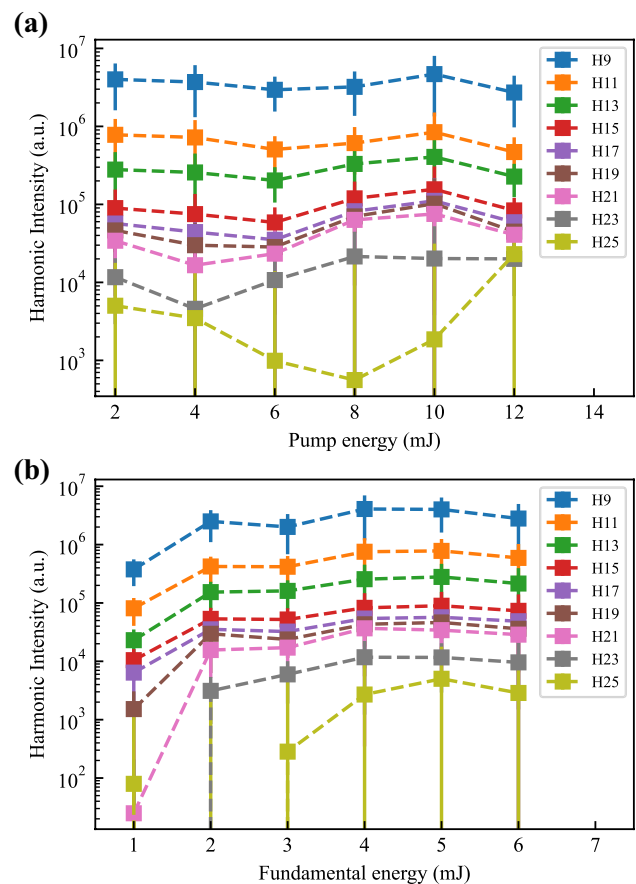 (a)
10^7
10^6
10^5
10^4
10^3
Harmonic Intensity (a.u.)
H9
H11
H13
H15
H17
H19
H21
H23
H25
2 4 6 8 10 12 14
Pump energy (mJ)
(b)
10^7
10^6
10^5
10^4
10^3
10^2
Harmonic Intensity (a.u.)
H9
H11
H13
H15
H17
H19
H21
H23
H25
1 2 3 4 5 6 7
Fundamental energy (mJ)